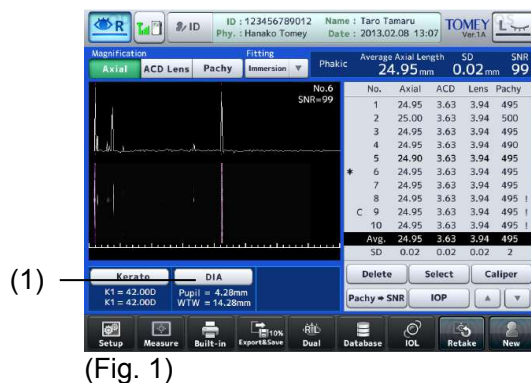 R
ID
ID : 123456789012
Name : Taro Tamaru
Phy. : Hanako Tomey
Date : 2013.02.08 13:07
TOMEY
Ver.1A
Magnification
Axial
ACD Lens
Pachy
Fitting
Immersion
Phakic
Average Axial Length
24.95 mm
SD
0.02 mm
SNR
99
No.6
SNR=99
No. Axial ACD Lens Pachy
1 24.95 3.63 3.94 495
2 25.00 3.63 3.94 500
3 24.95 3.63 3.94 495
4 24.95 3.63 3.94 490
5 24.90 3.63 3.94 495
* 6 24.95 3.63 3.94 495
7 24.95 3.63 3.94 495
8 24.95 3.63 3.94 495 !
C 9 24.95 3.63 3.94 495 !
10 24.95 3.63 3.94 495 !
Avg. 24.95 3.63 3.94 495
SD 0.02 0.02 0.02 2
(1)
Kerato
K1 = 42.00D
K1 = 42.00D
DIA
Pupil = 4.28mm
WTW = 14.28mm
Delete
Select
Caliper
Pachy ➡ SNR
IOP
Setup
Measure
Built-in
10%
Export&Save
Dual
Database
IOL
Retake
New
(Fig. 1)